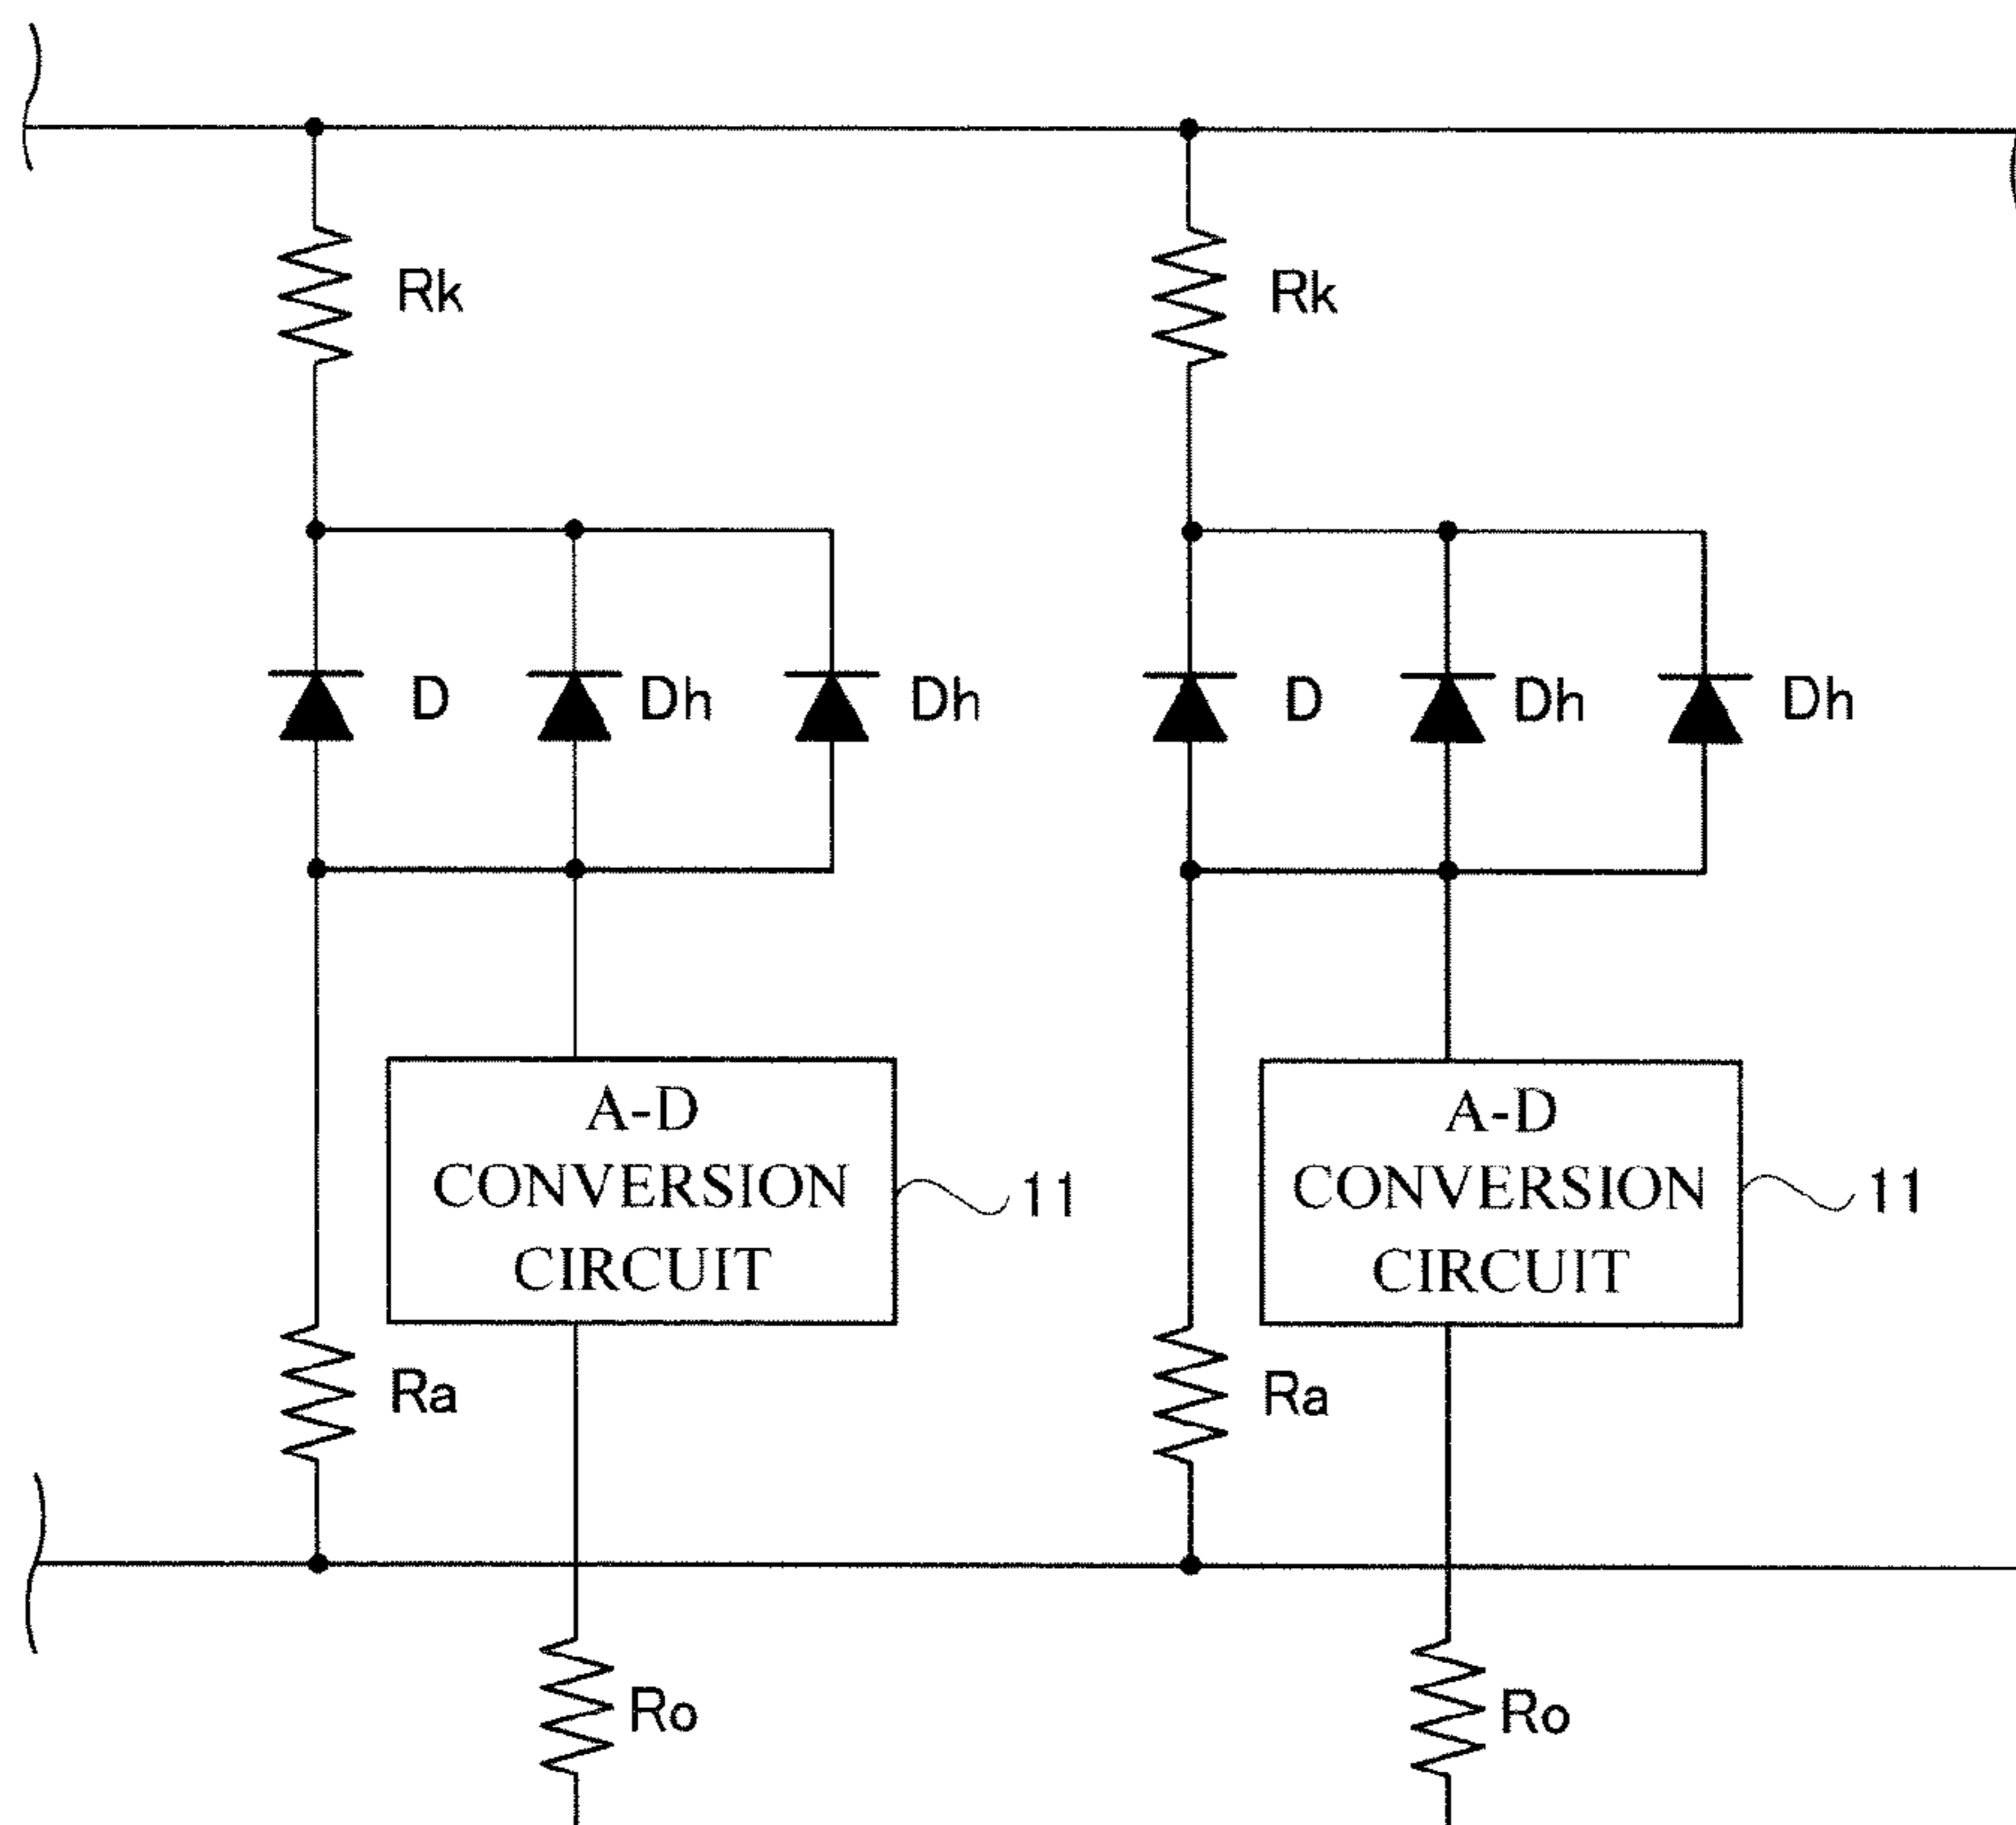 Rk
Rk
D
Dh
Dh
D
Dh
Dh
A-D
CONVERSION
CIRCUIT
11
A-D
CONVERSION
CIRCUIT
11
Ra
Ra
Ro
Ro